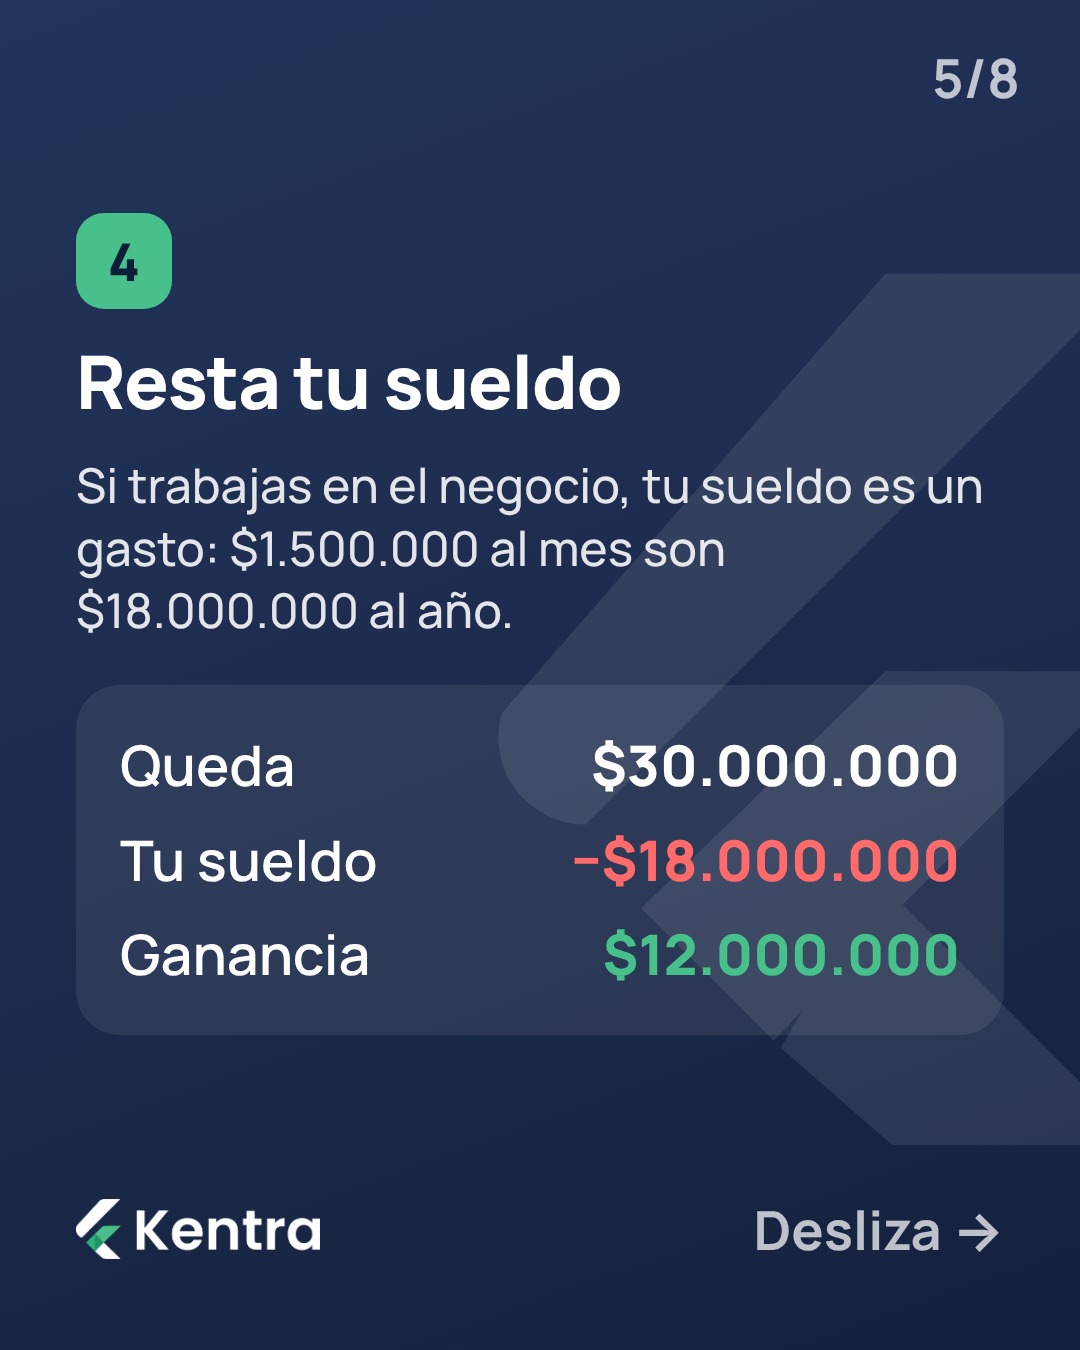 5/8
4
Resta tu sueldo
Si trabajas en el negocio, tu sueldo es un
gasto: $1.500.000 al mes son
$18.000.000 al año.
Queda $30.000.000
Tu sueldo −$18.000.000
Ganancia $12.000.000
Kentra
Desliza →